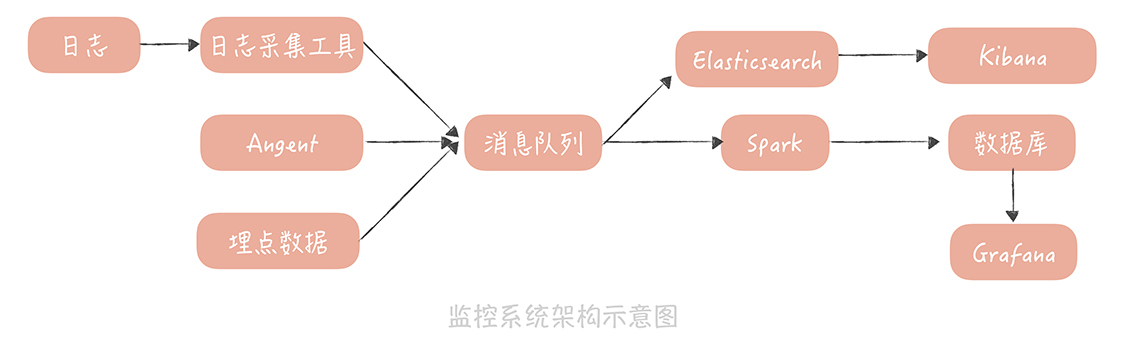 日志
日志采集工具
Angent
埋点数据
消息队列
Elasticsearch
Kibana
Spark
数据库
Grafana
监控系统架构示意图